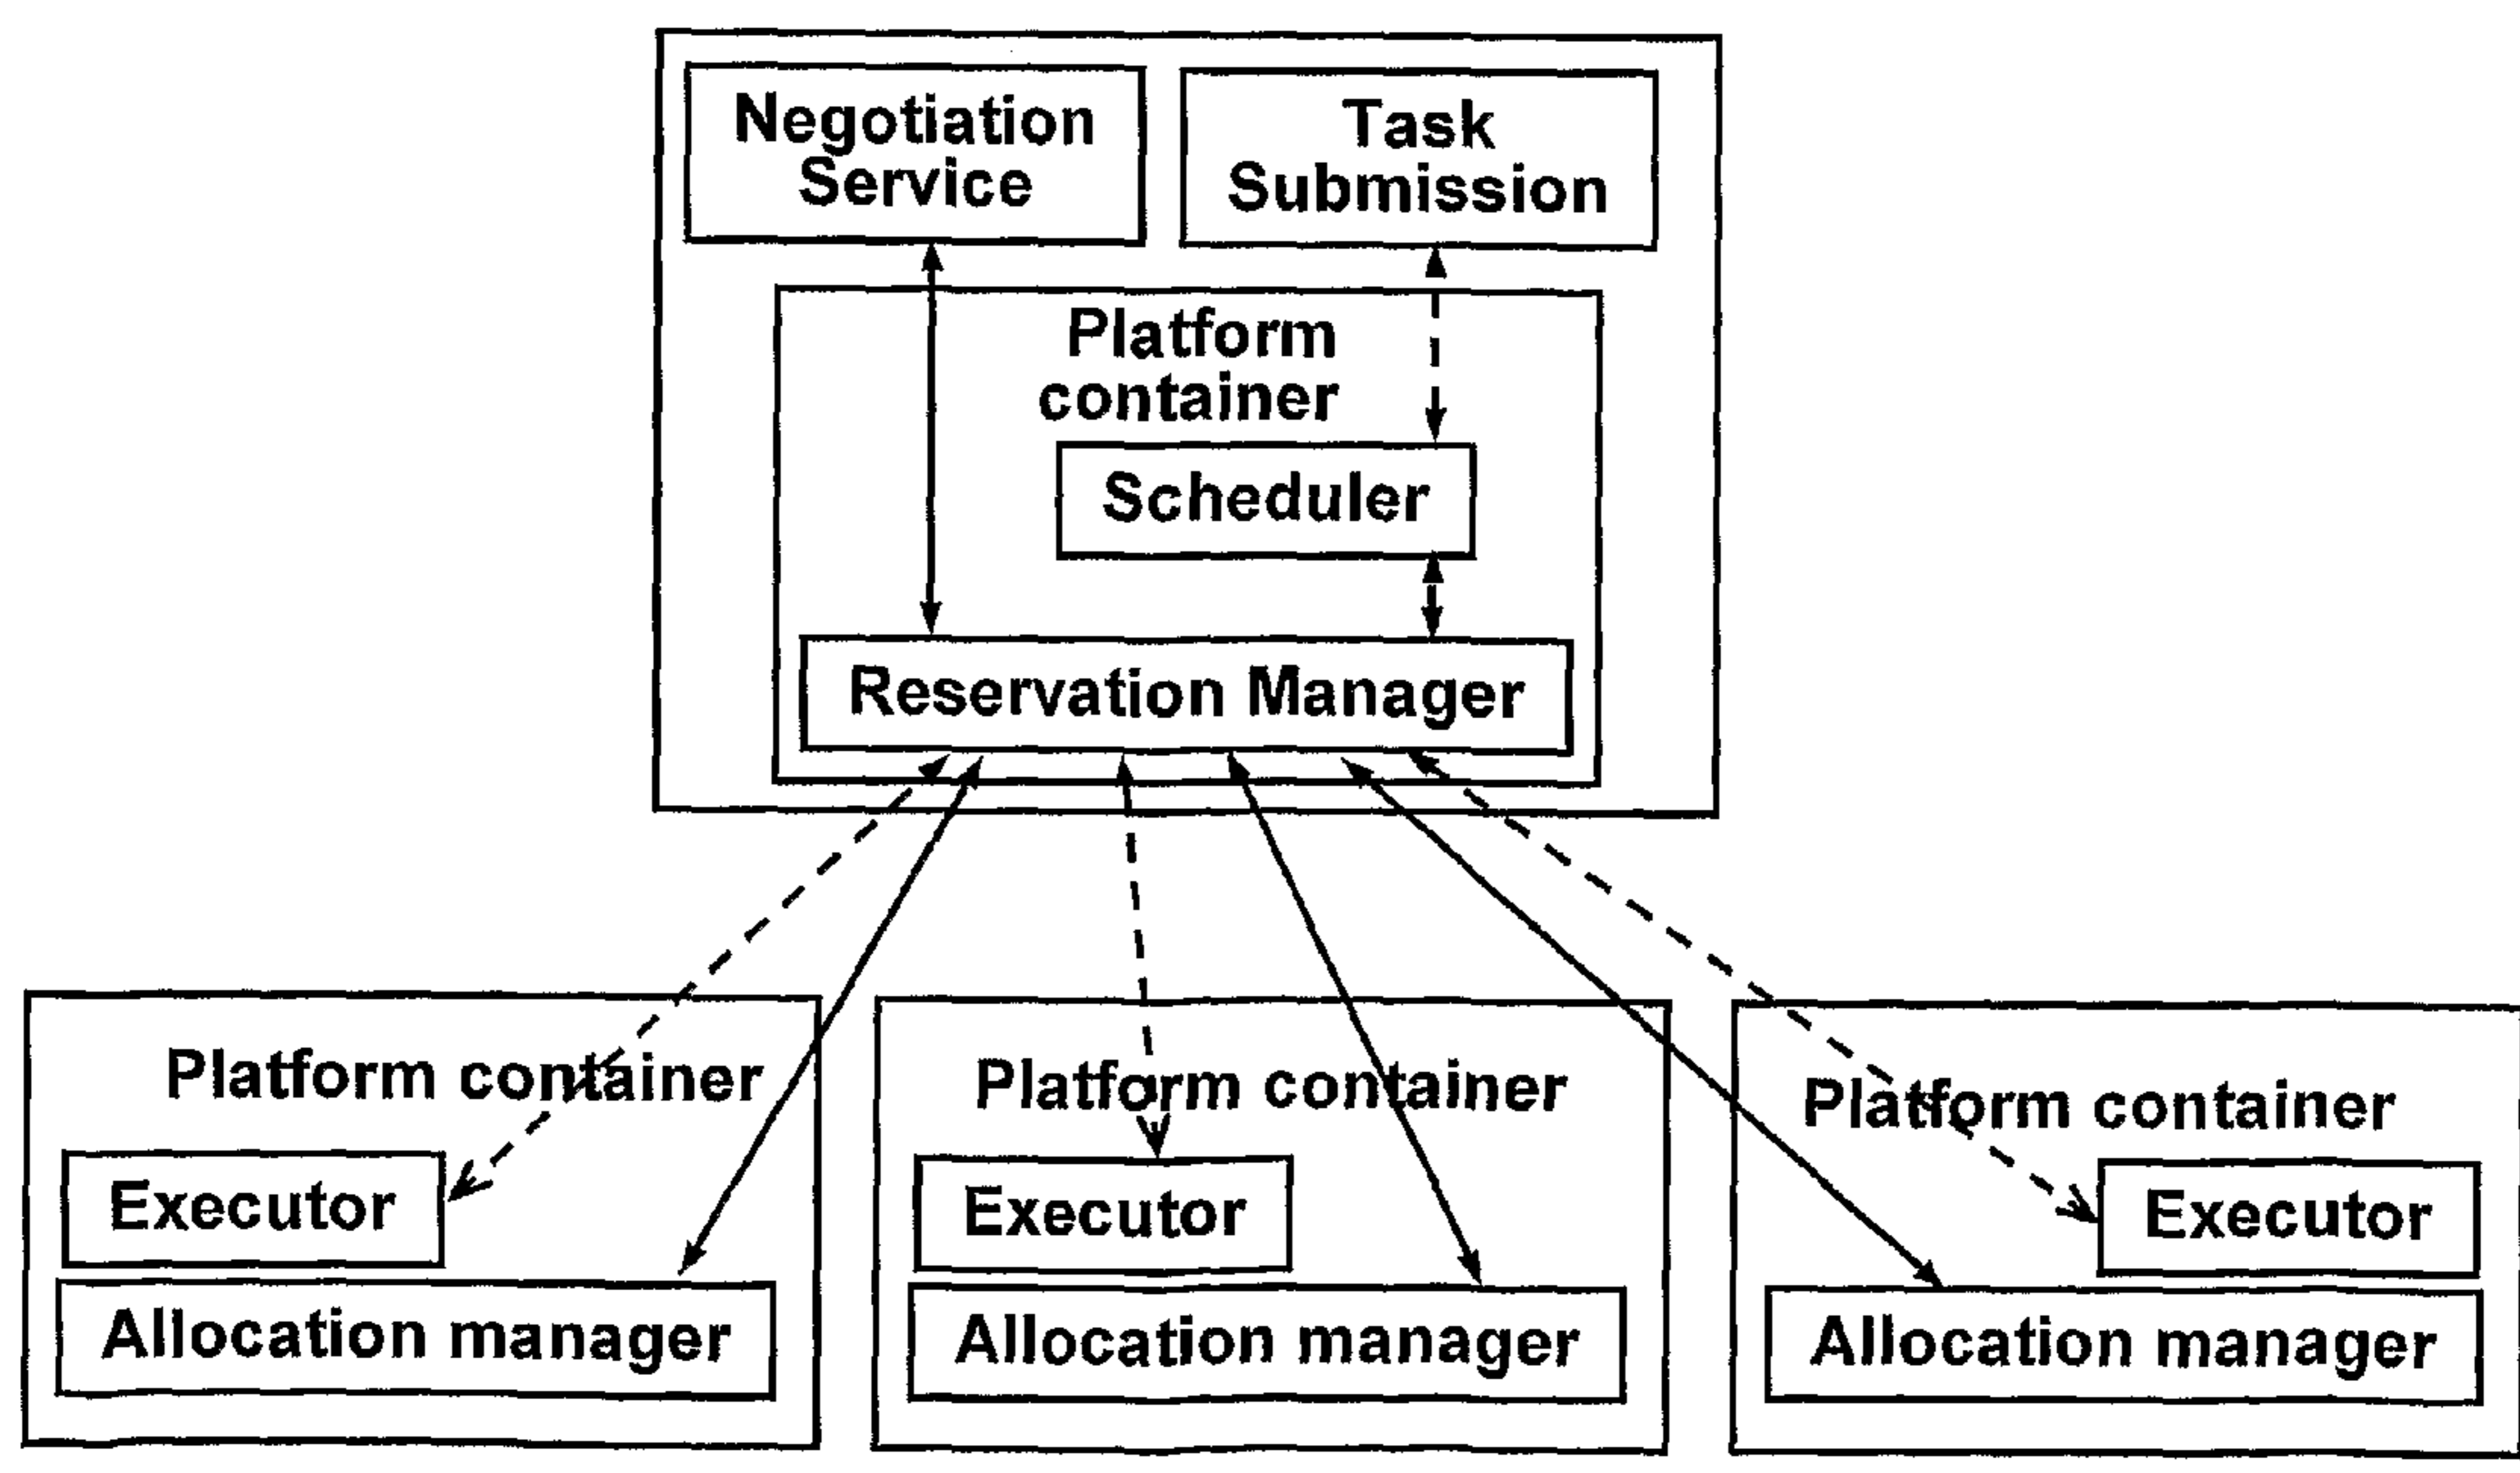 Negotiation
Service
Task
Submission
Platform
container
Scheduler
Reservation Manager
Platform container
Executor
Allocation manager
Platform container
Executor
Allocation manager
Platform container
Executor
Allocation manager